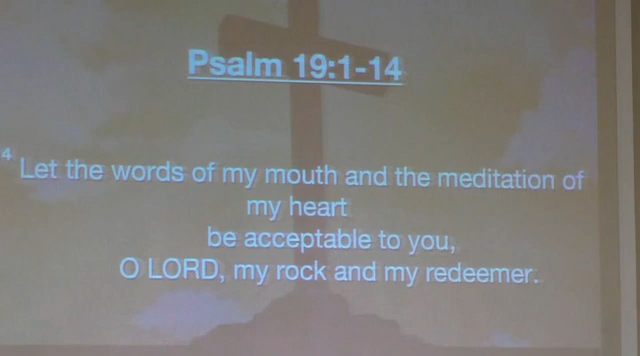 Psalm 19:1-14
4 Let the words of my mouth and the meditation of
my heart
be acceptable to you,
O LORD, my rock and my redeemer.